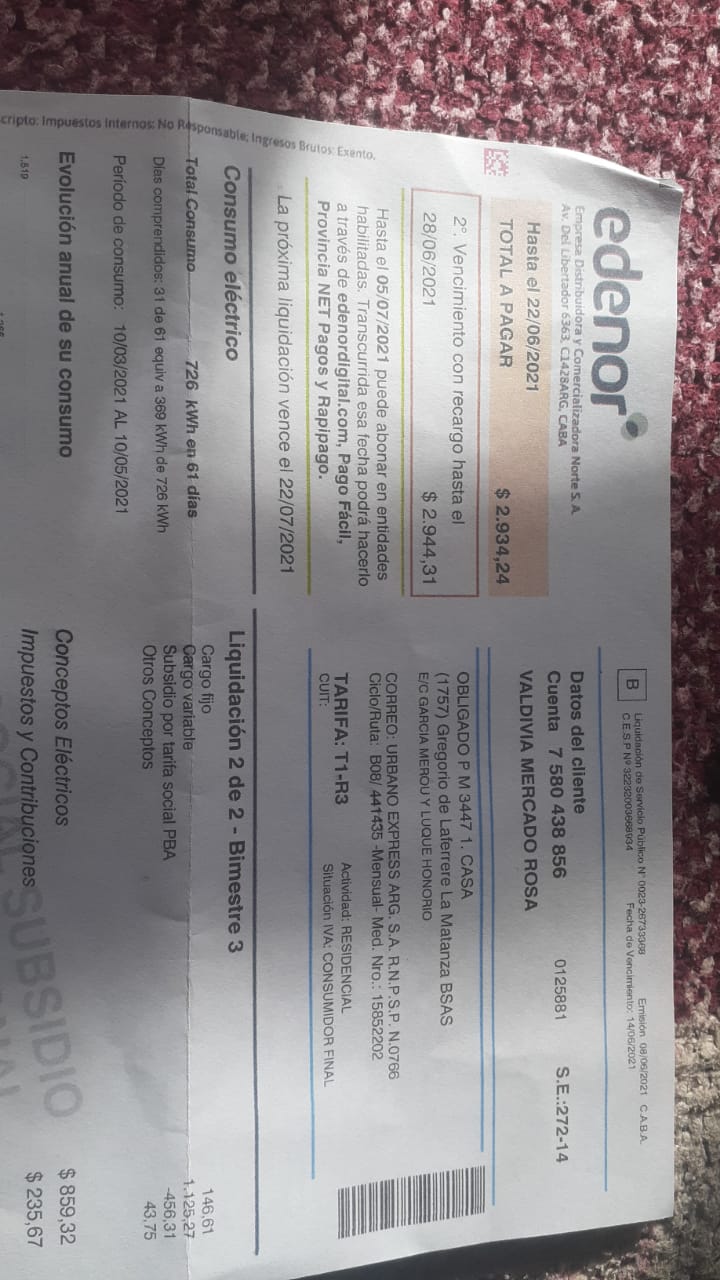 edenor
Empresa Distribuidora y Comercializadora Norte S.A.
Av. Del Libertador 6363, C1428ARG, CABA
Hasta el 22/06/2021
TOTAL A PAGAR $ 2.934,24
2°. Vencimiento con recargo hasta el
28/06/2021 $ 2.944,31
Hasta el 05/07/2021 puede abonar en entidades
habilitadas. Transcurrida esa fecha podrá hacerlo
a través de edenordigital.com, Pago Fácil,
Provincia NET Pagos y Rapipago.
La próxima liquidación vence el 22/07/2021
B
Liquidación de Servicio Público N° 0023-26733368 Emisión 08/06/2021 C.A.B.A.
C.E.S.P Nº 32232003668934 Fecha de Vencimiento: 14/06/2021
Datos del cliente
Cuenta 7 580 438 856 0125881 S.E.:272-14
VALDIVIA MERCADO ROSA
OBLIGADO P M 3447 1. CASA
(1757) Gregorio de Laferrere La Matanza BSAS
E/C GARCIA MEROU Y LUQUE HONORIO
CORREO: URBANO EXPRESS ARG. S.A. R.N.P.S.P. N.0766
Ciclo/Ruta: B08/ 441435 -Mensual- Med. Nro.: 15852202
TARIFA: T1-R3 Actividad: RESIDENCIAL
CUIT: Situación IVA: CONSUMIDOR FINAL
cripto: Impuestos Internos: No Responsable; Ingresos Brutos: Exento.
Consumo eléctrico
Total Consumo 726 kWh en 61 días
Días comprendidos: 31 de 61 equiv a 369 kWh de 726 kWh
Período de consumo: 10/03/2021 AL 10/05/2021
Evolución anual de su consumo
1.519
Liquidación 2 de 2 - Bimestre 3
Cargo fijo 146,61
Cargo variable 1.125,27
Subsidio por tarifa social PBA -456,31
Otros Conceptos 43,75
Conceptos Eléctricos $ 859,32
Impuestos y Contribuciones $ 235,67
SUBSIDIO